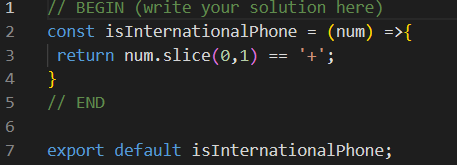 1 // BEGIN (write your solution here)
2 const isInternationalPhone = (num) =>{
3  return num.slice(0,1) == '+';
4 }
5 // END
6
7 export default isInternationalPhone;